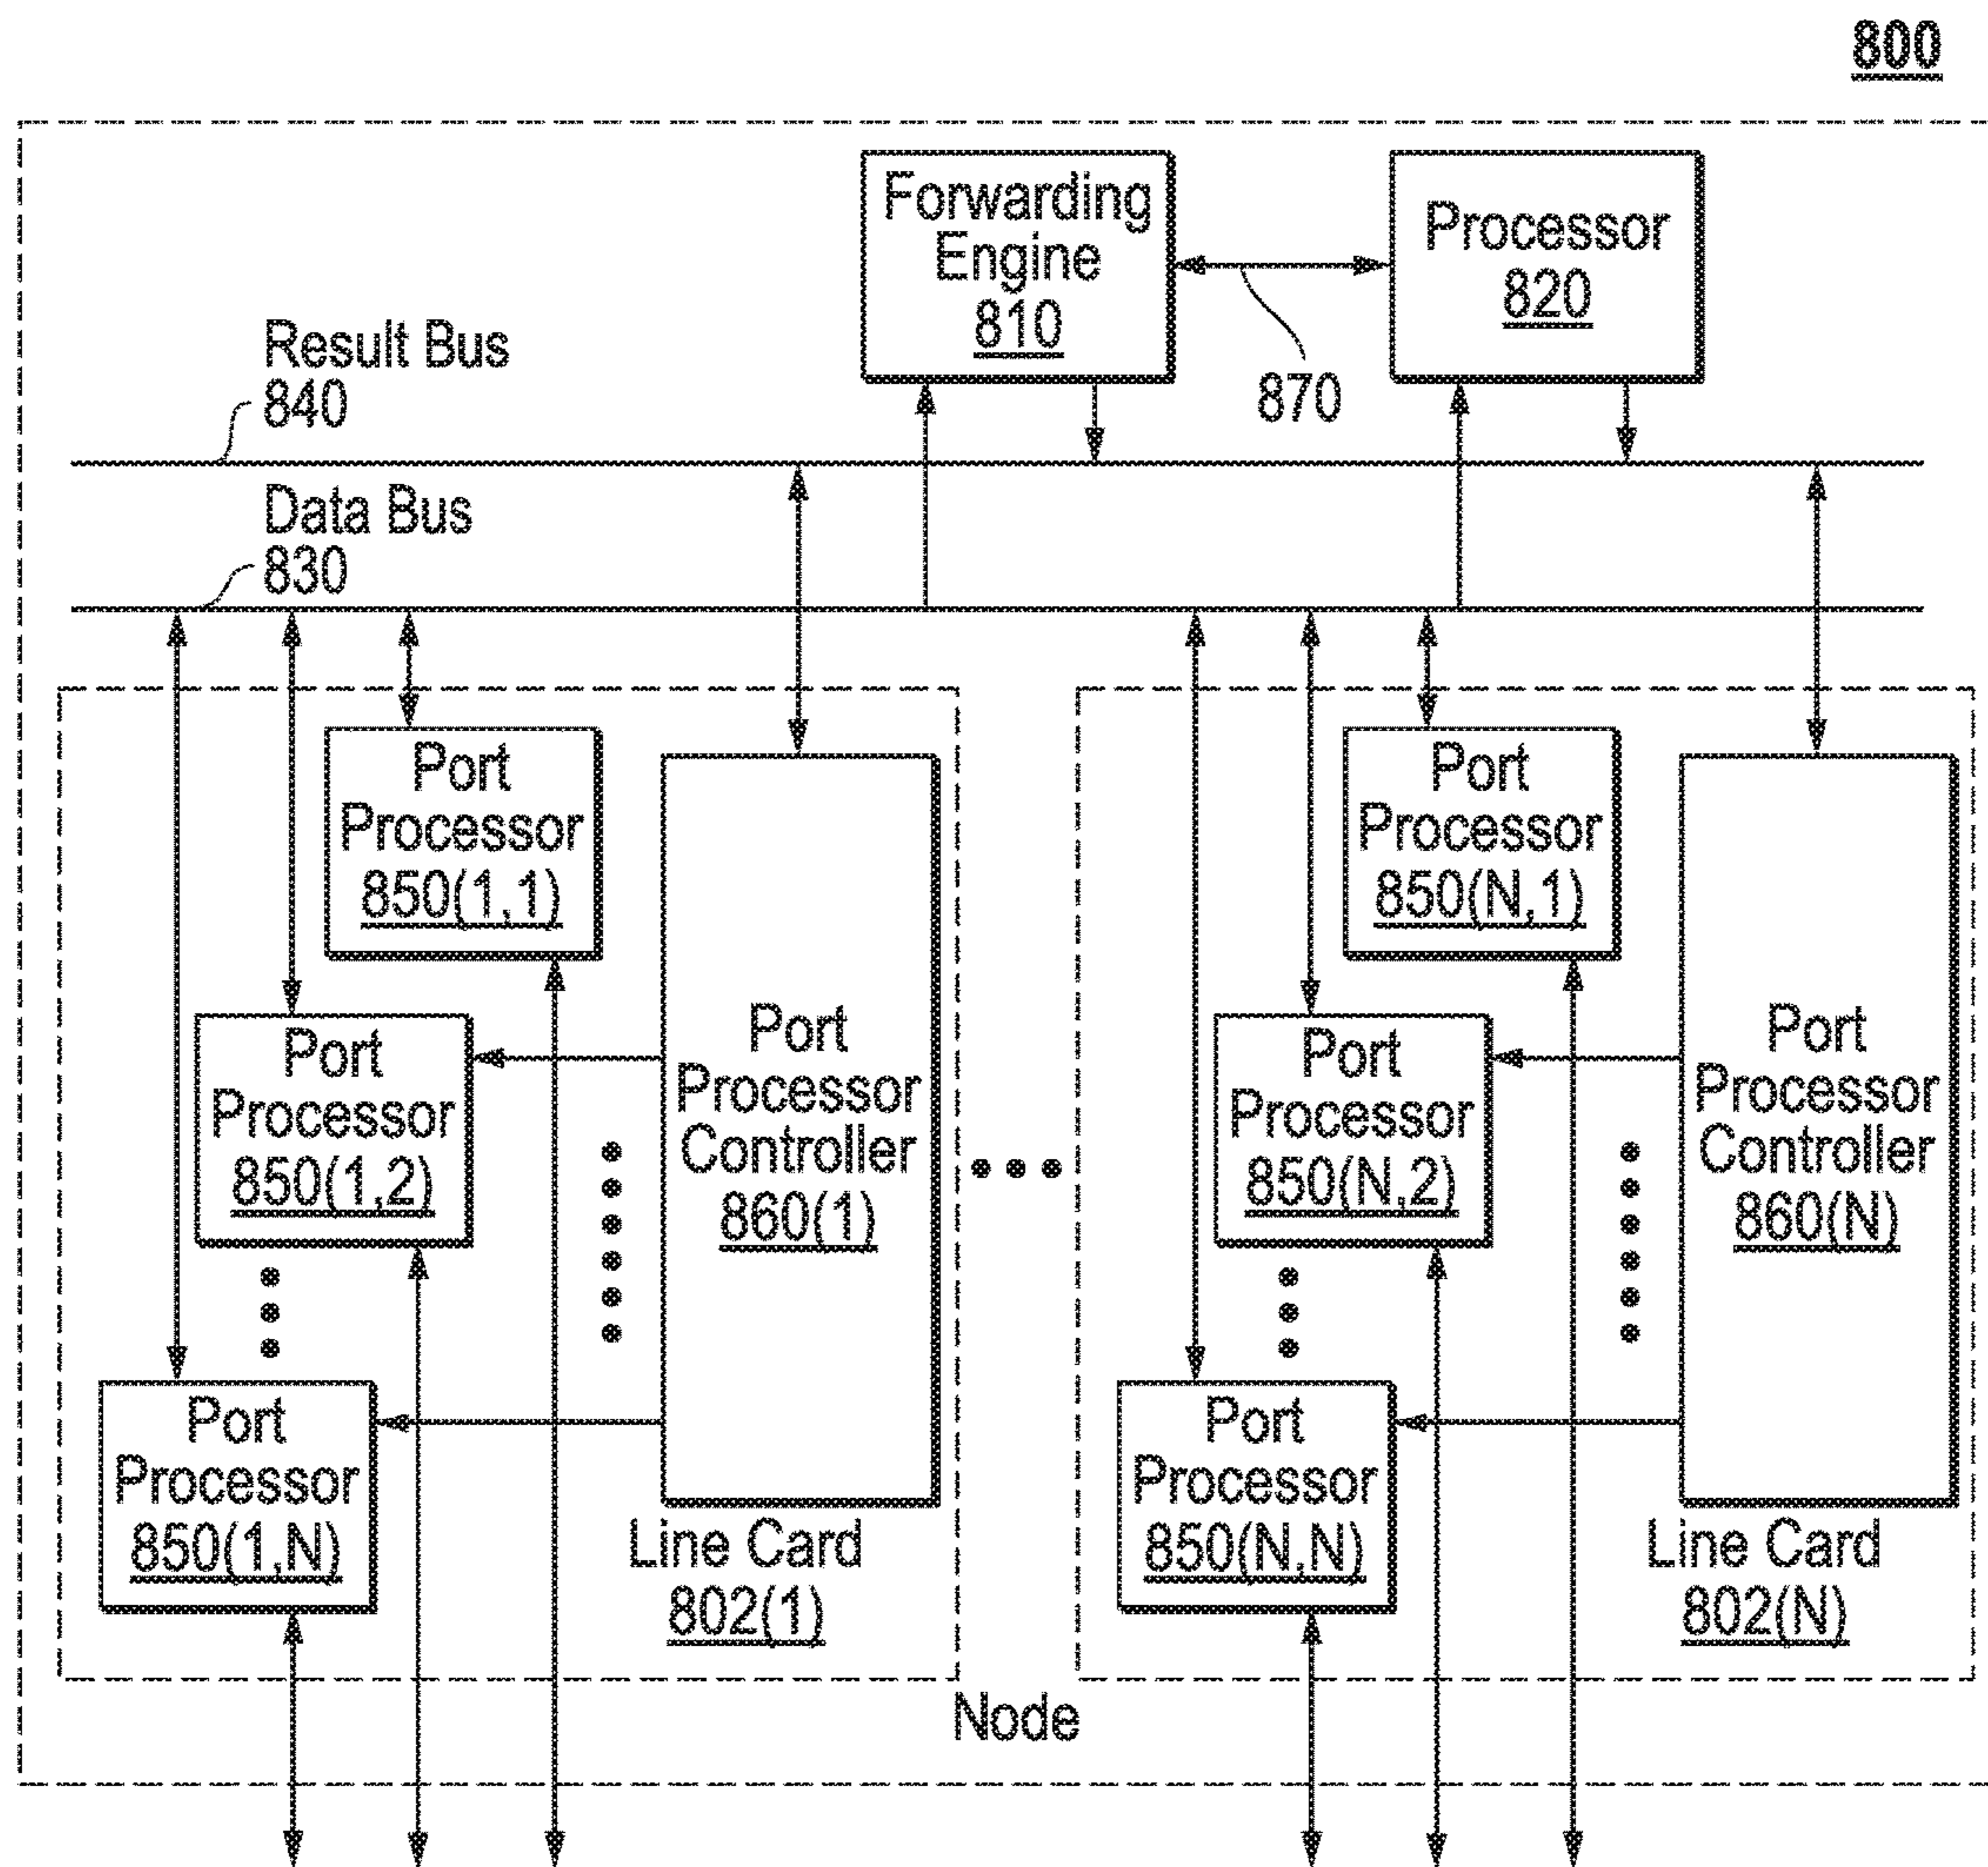 800
Forwarding
Engine
810
Processor
820
870
Result Bus
840
Data Bus
830
Port
Processor
850(1,1)
Port
Processor
850(1,2)
Port
Processor
850(1,N)
Port
Processor
Controller
860(1)
Line Card
802(1)
Port
Processor
850(N,1)
Port
Processor
850(N,2)
Port
Processor
850(N,N)
Port
Processor
Controller
860(N)
Line Card
802(N)
Node